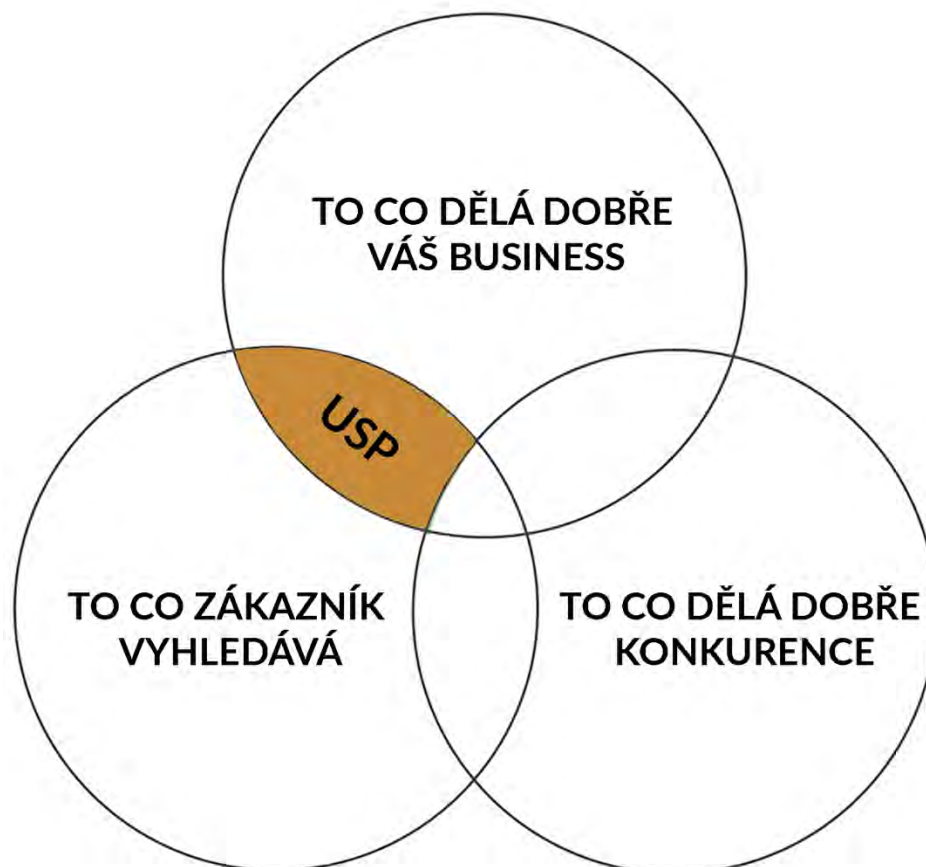 TO CO DĚLÁ DOBŘE
VÁŠ BUSINESS
USP
TO CO ZÁKAZNÍK
VYHLEDÁVÁ
TO CO DĚLÁ DOBŘE
KONKURENCE